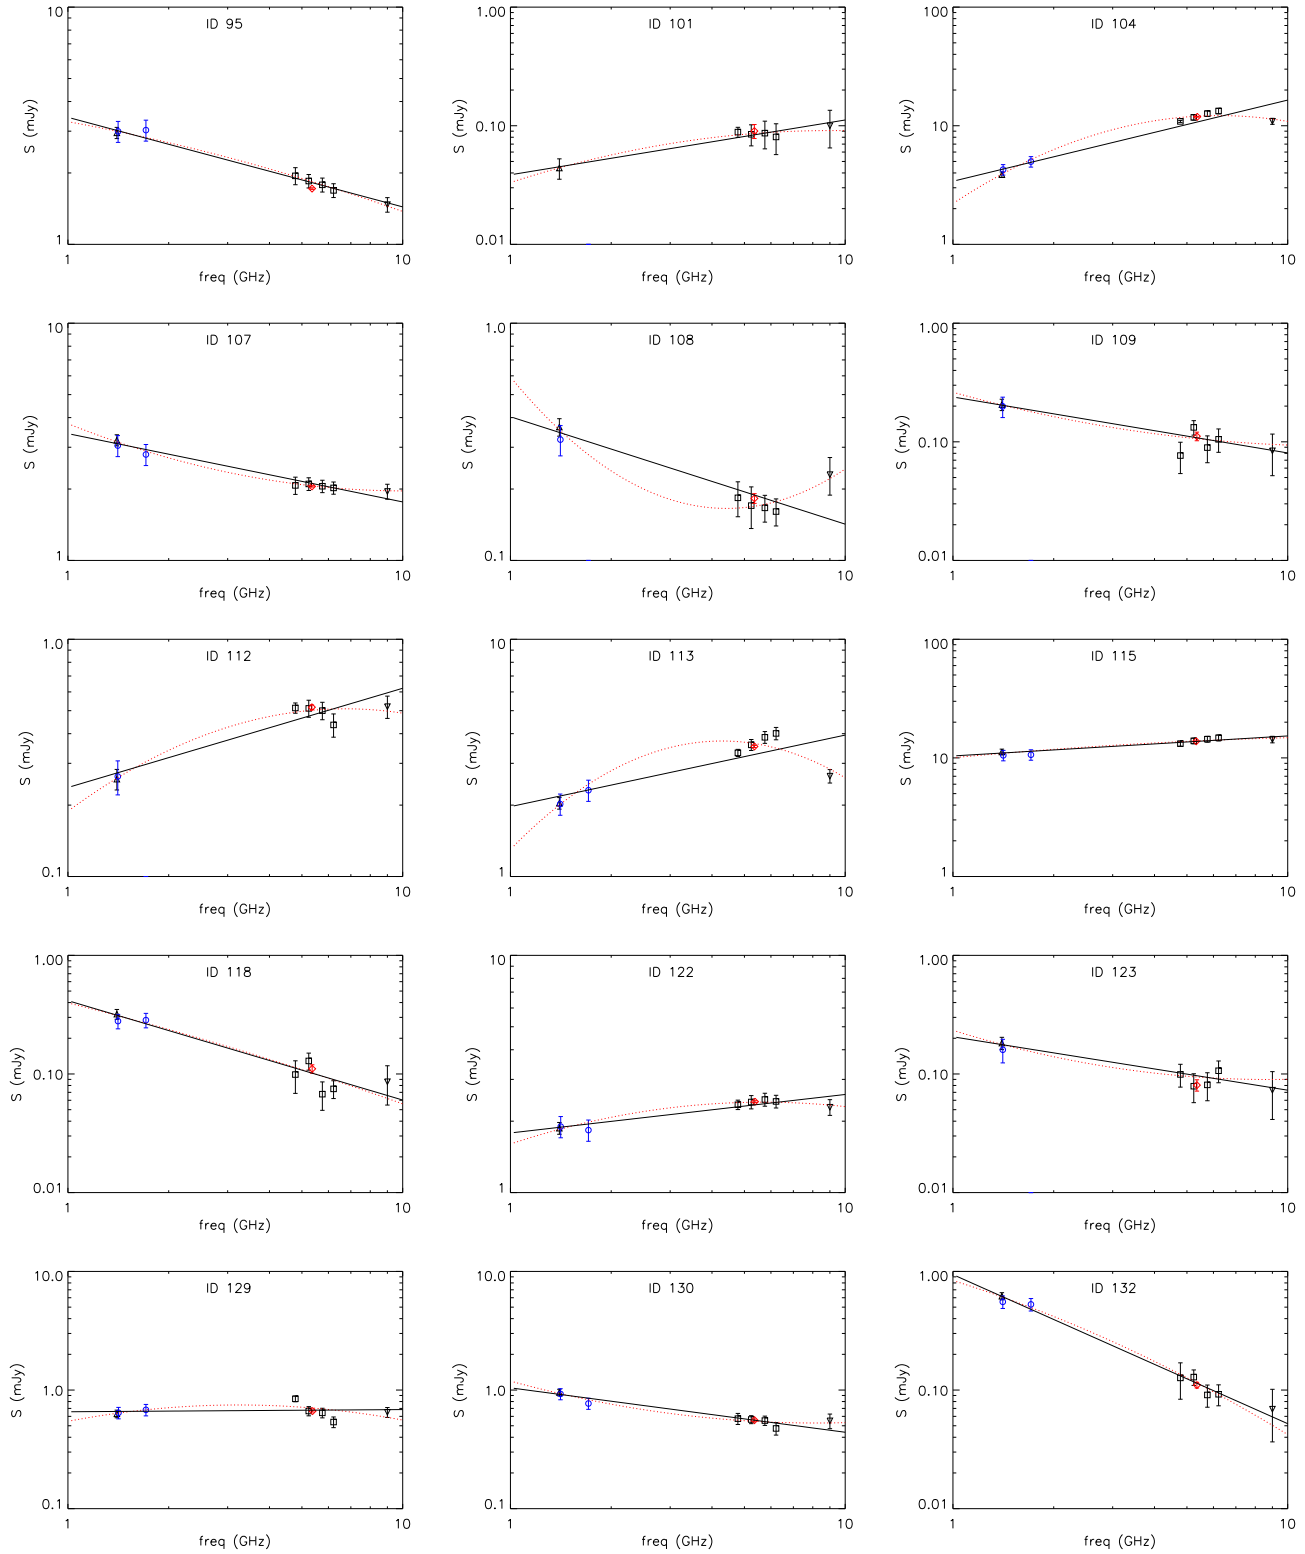 ID 95
10
1
S (mJy)
1
10
freq (GHz)
ID 101
1.00
0.10
0.01
S (mJy)
1
10
freq (GHz)
ID 104
100
10
1
S (mJy)
1
10
freq (GHz)
ID 107
10
1
S (mJy)
1
10
freq (GHz)
ID 108
1.0
0.1
S (mJy)
1
10
freq (GHz)
ID 109
1.00
0.10
0.01
S (mJy)
1
10
freq (GHz)
ID 112
1.0
0.1
S (mJy)
1
10
freq (GHz)
ID 113
10
1
S (mJy)
1
10
freq (GHz)
ID 115
100
10
1
S (mJy)
1
10
freq (GHz)
ID 118
1.00
0.10
0.01
S (mJy)
1
10
freq (GHz)
ID 122
10
1
S (mJy)
1
10
freq (GHz)
ID 123
1.00
0.10
0.01
S (mJy)
1
10
freq (GHz)
ID 129
10.0
1.0
0.1
S (mJy)
1
10
freq (GHz)
ID 130
10.0
1.0
0.1
S (mJy)
1
10
freq (GHz)
ID 132
1.00
0.10
0.01
S (mJy)
1
10
freq (GHz)